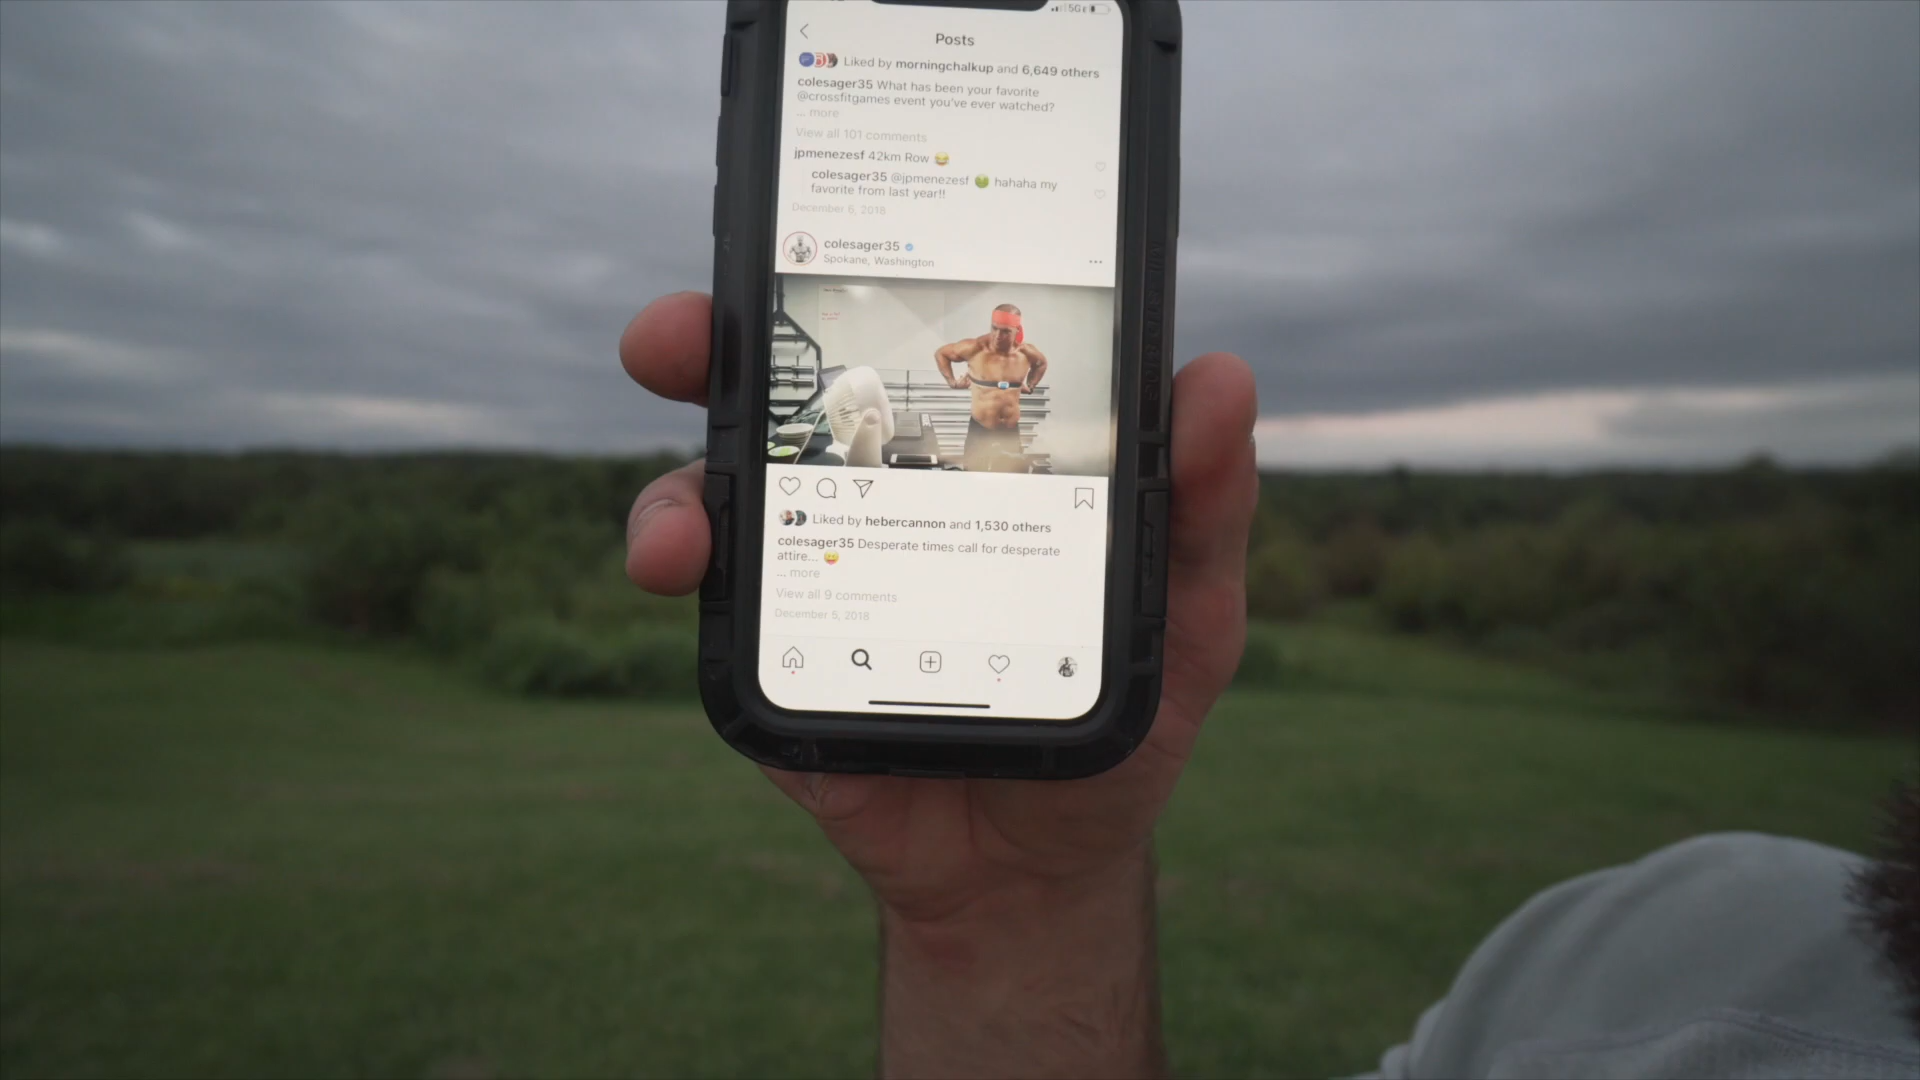 5G
Posts
Liked by morningchalkup and 6,649 others
colesager35 What has been your favorite
@crossfitgames event you've ever watched?
... more
View all 101 comments
jpmenezesf 42km Row 😂
colesager35 @jpmenezesf 🤢 hahaha my
favorite from last year!!
December 6, 2018
colesager35
Spokane, Washington
Liked by hebercannon and 1,530 others
colesager35 Desperate times call for desperate
attire... 😄
... more
View all 9 comments
December 5, 2018